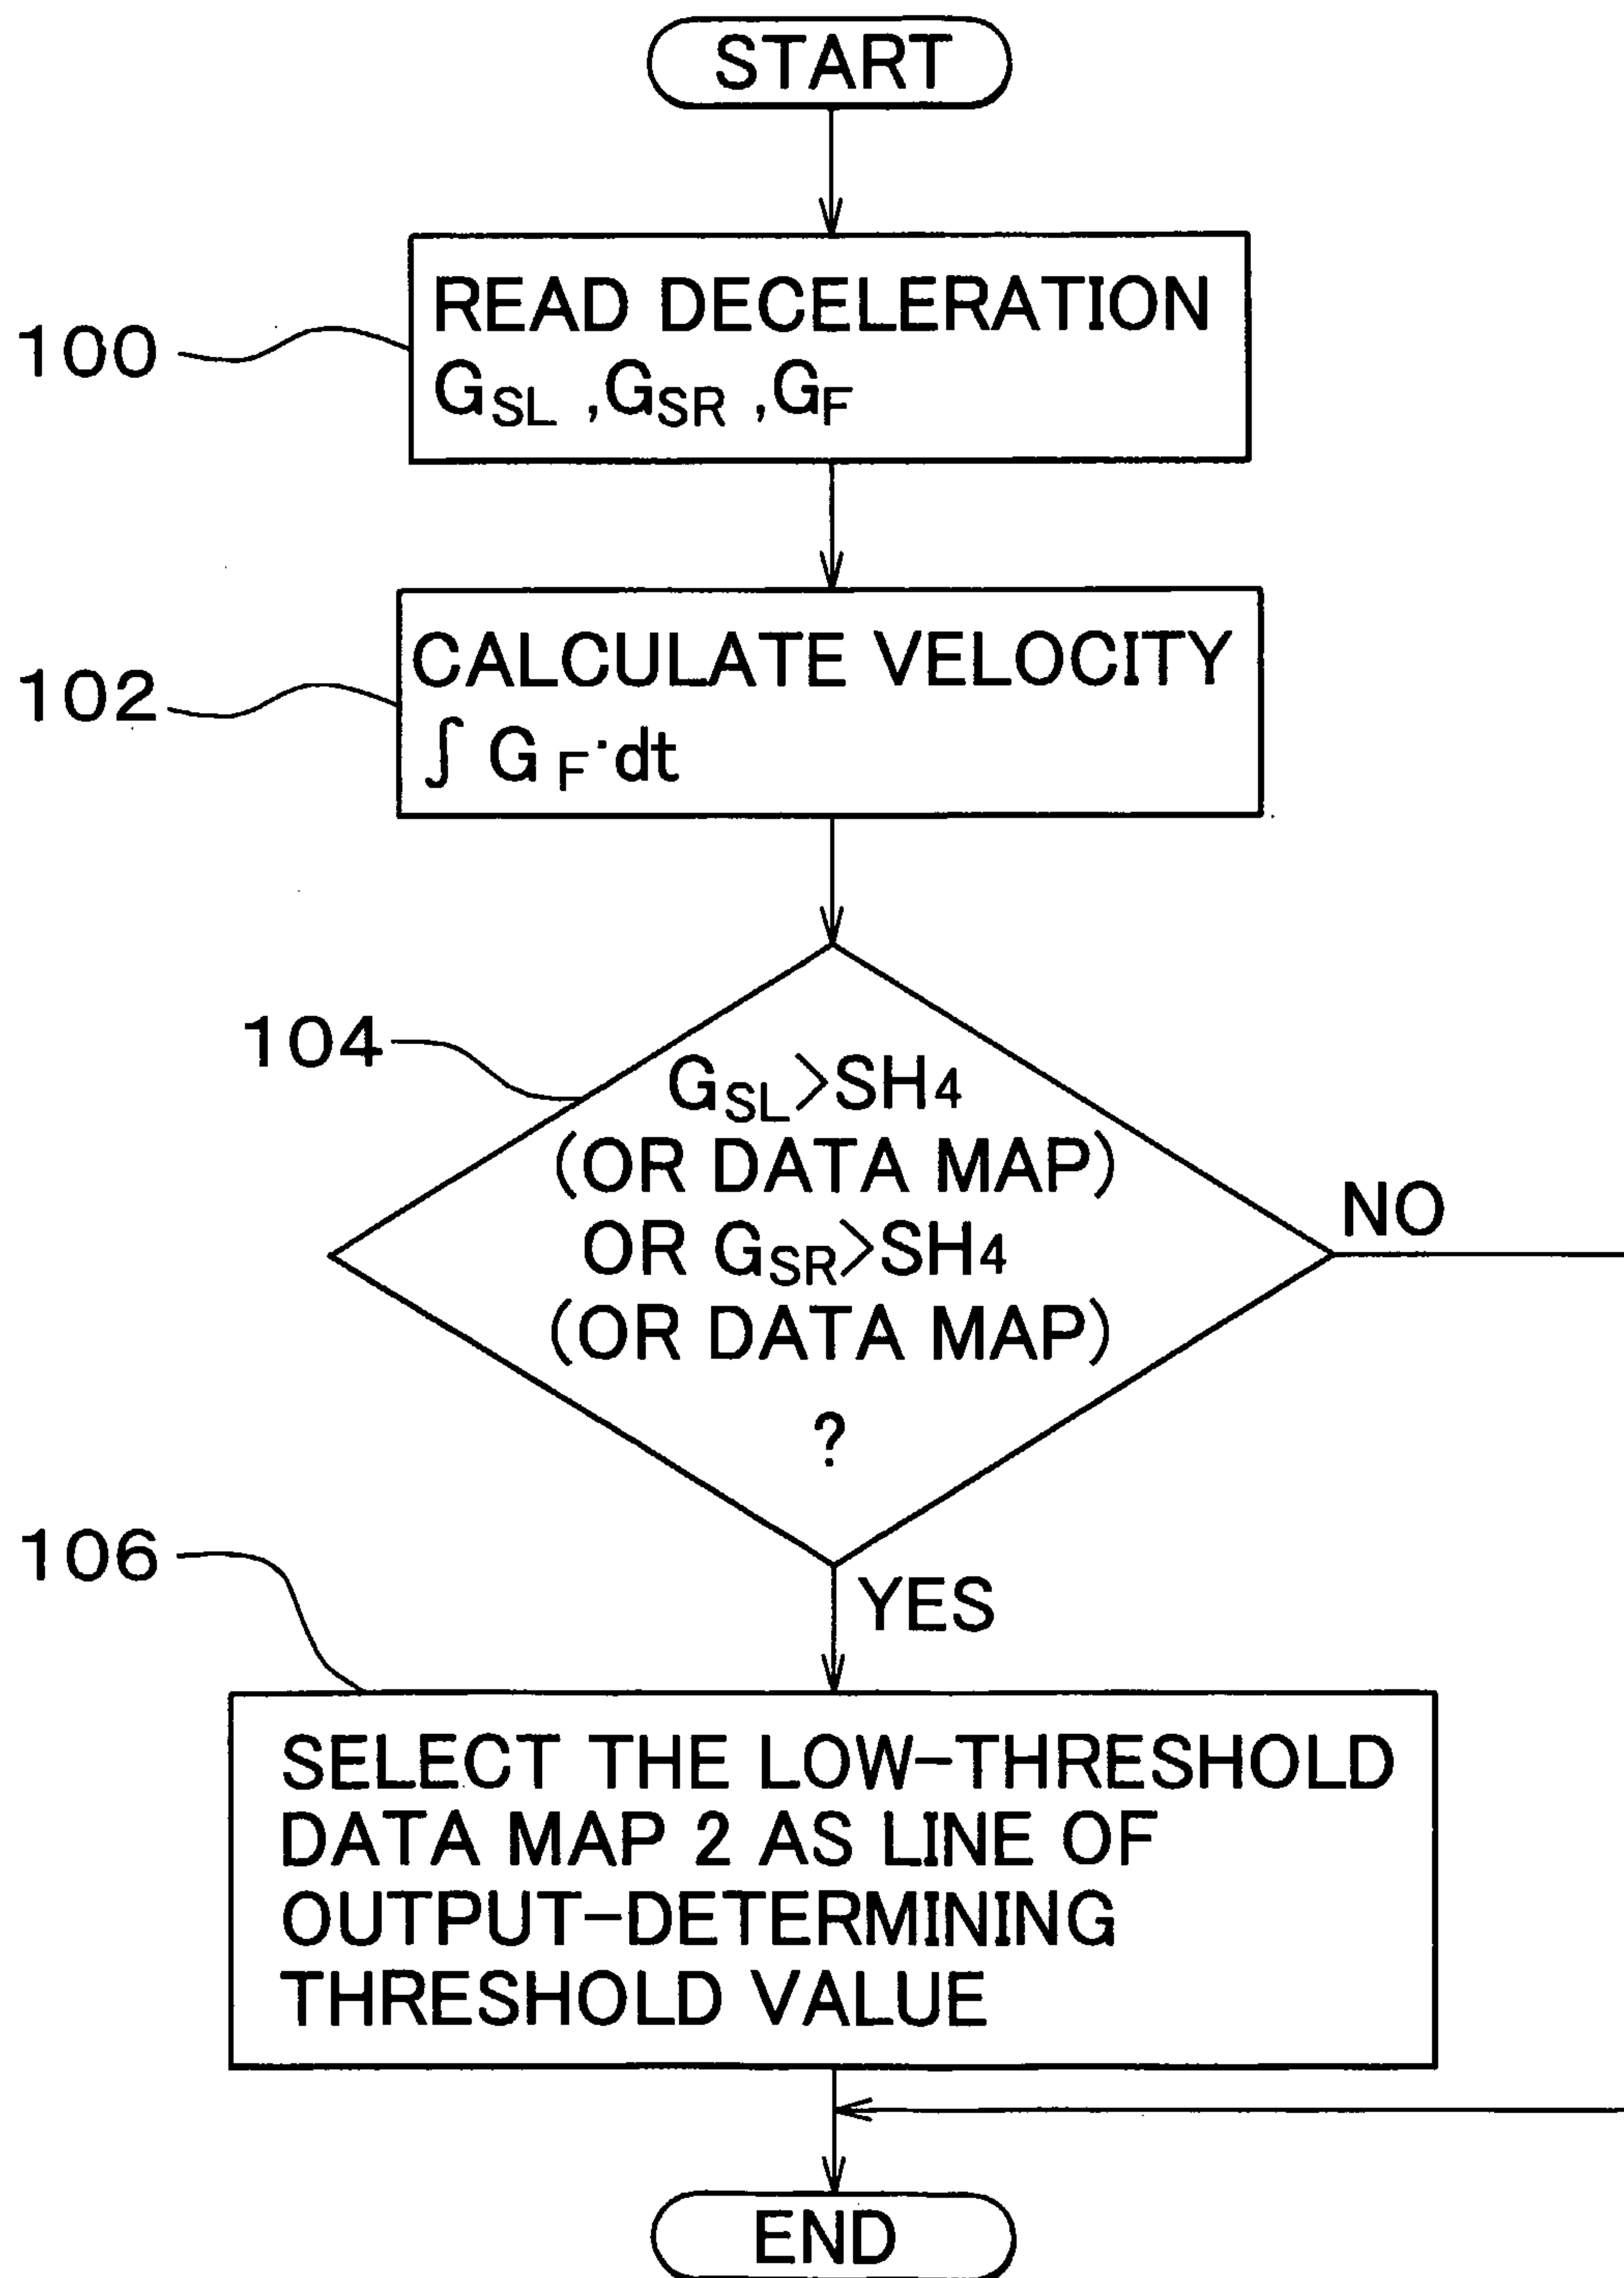 START
100
READ DECELERATION
GSL ,GSR ,GF
102
CALCULATE VELOCITY
∫ G F·dt
104
GSL>SH4
(OR DATA MAP)
OR GSR>SH4
(OR DATA MAP)
?
NO
YES
106
SELECT THE LOW-THRESHOLD
DATA MAP 2 AS LINE OF
OUTPUT-DETERMINING
THRESHOLD VALUE
END